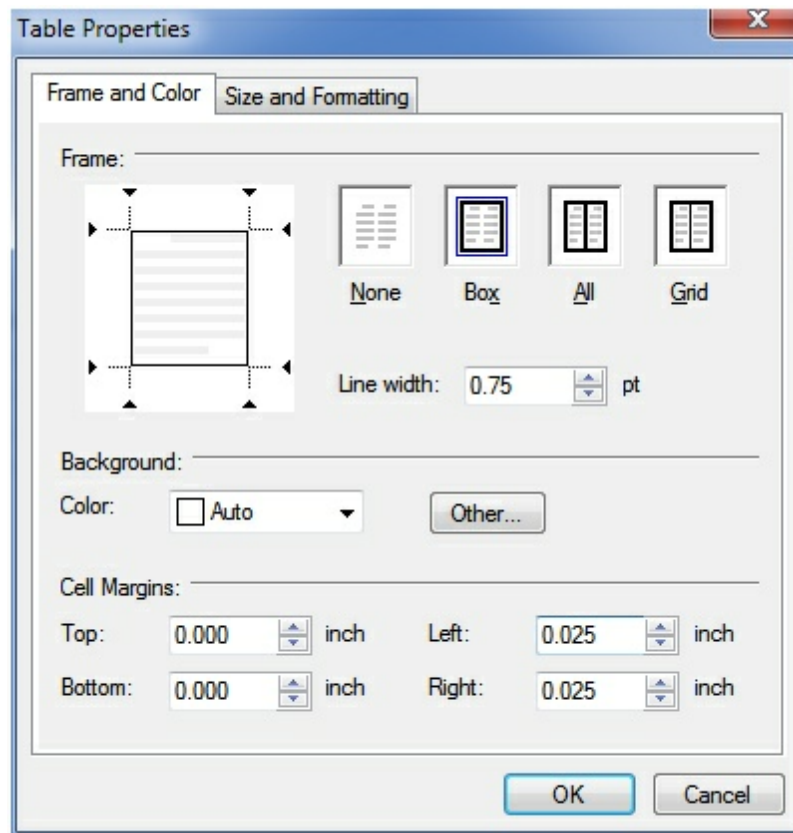 Table Properties
Frame and Color Size and Formatting
Frame:
None Box All Grid
Line width: 0.75 pt
Background:
Color: Auto Other...
Cell Margins:
Top: 0.000 inch Left: 0.025 inch
Bottom: 0.000 inch Right: 0.025 inch
OK Cancel